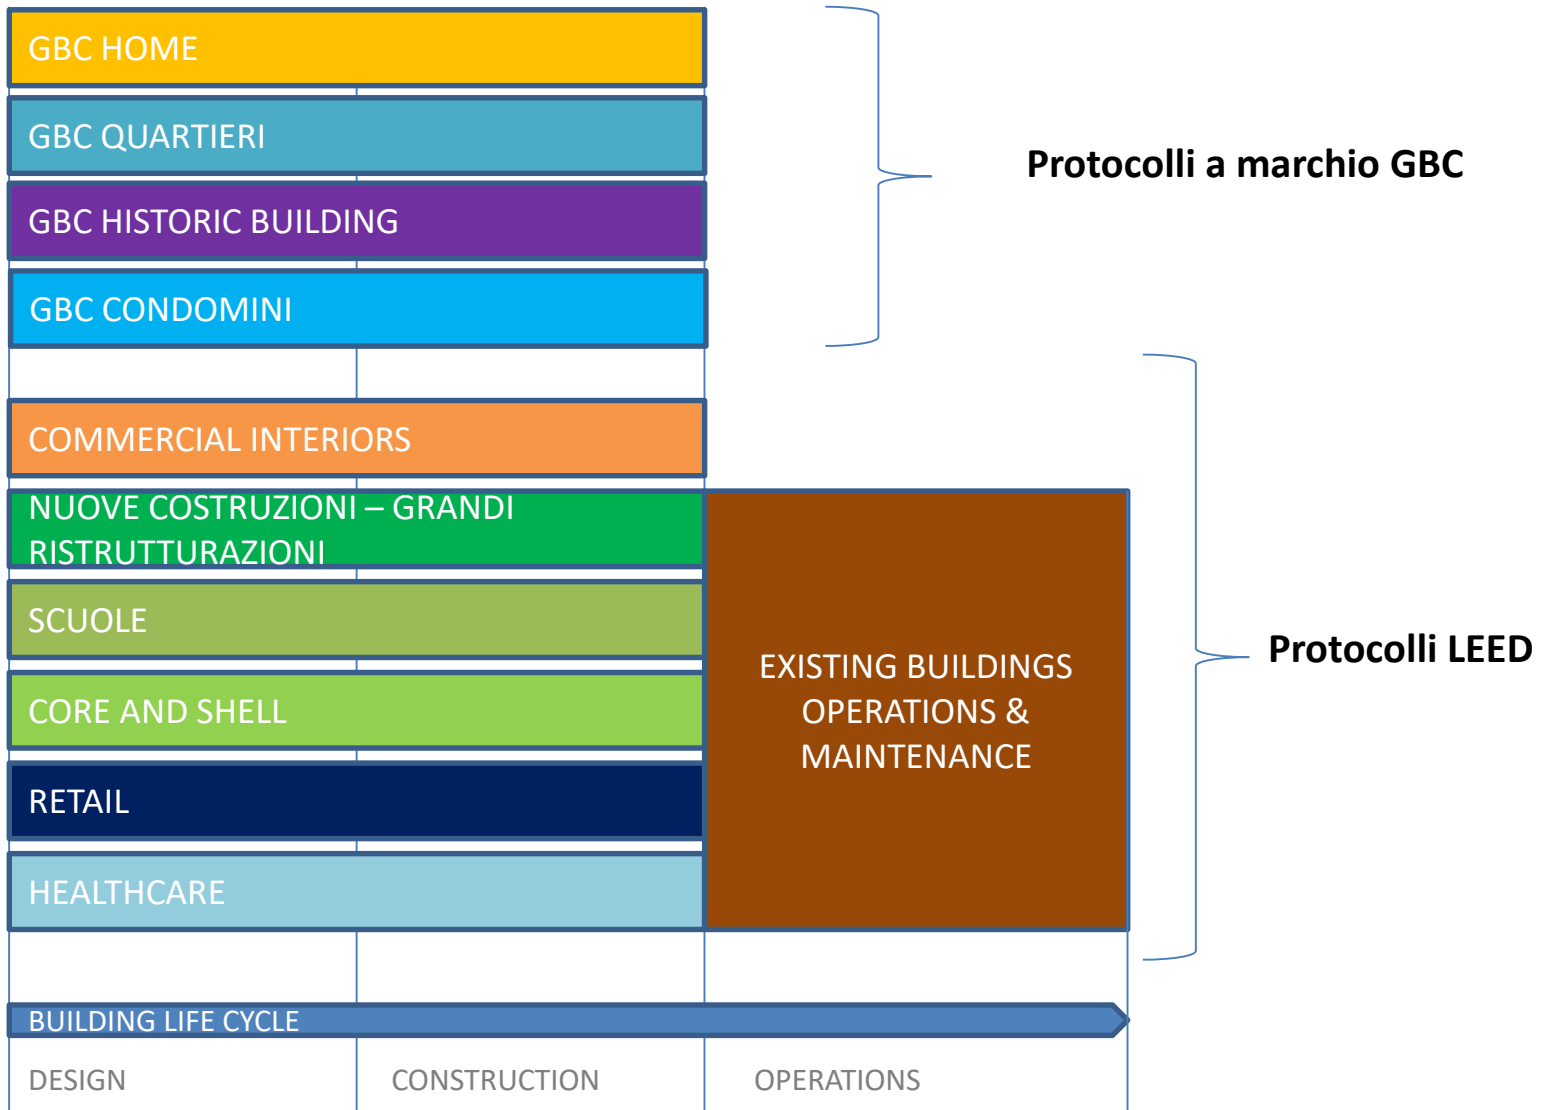 GBC HOME
GBC QUARTIERI
GBC HISTORIC BUILDING
GBC CONDOMINI
Protocolli a marchio GBC
COMMERCIAL INTERIORS
NUOVE COSTRUZIONI – GRANDI
RISTRUTTURAZIONI
SCUOLE
CORE AND SHELL
RETAIL
HEALTHCARE
EXISTING BUILDINGS
OPERATIONS &
MAINTENANCE
Protocolli LEED
BUILDING LIFE CYCLE
DESIGN
CONSTRUCTION
OPERATIONS